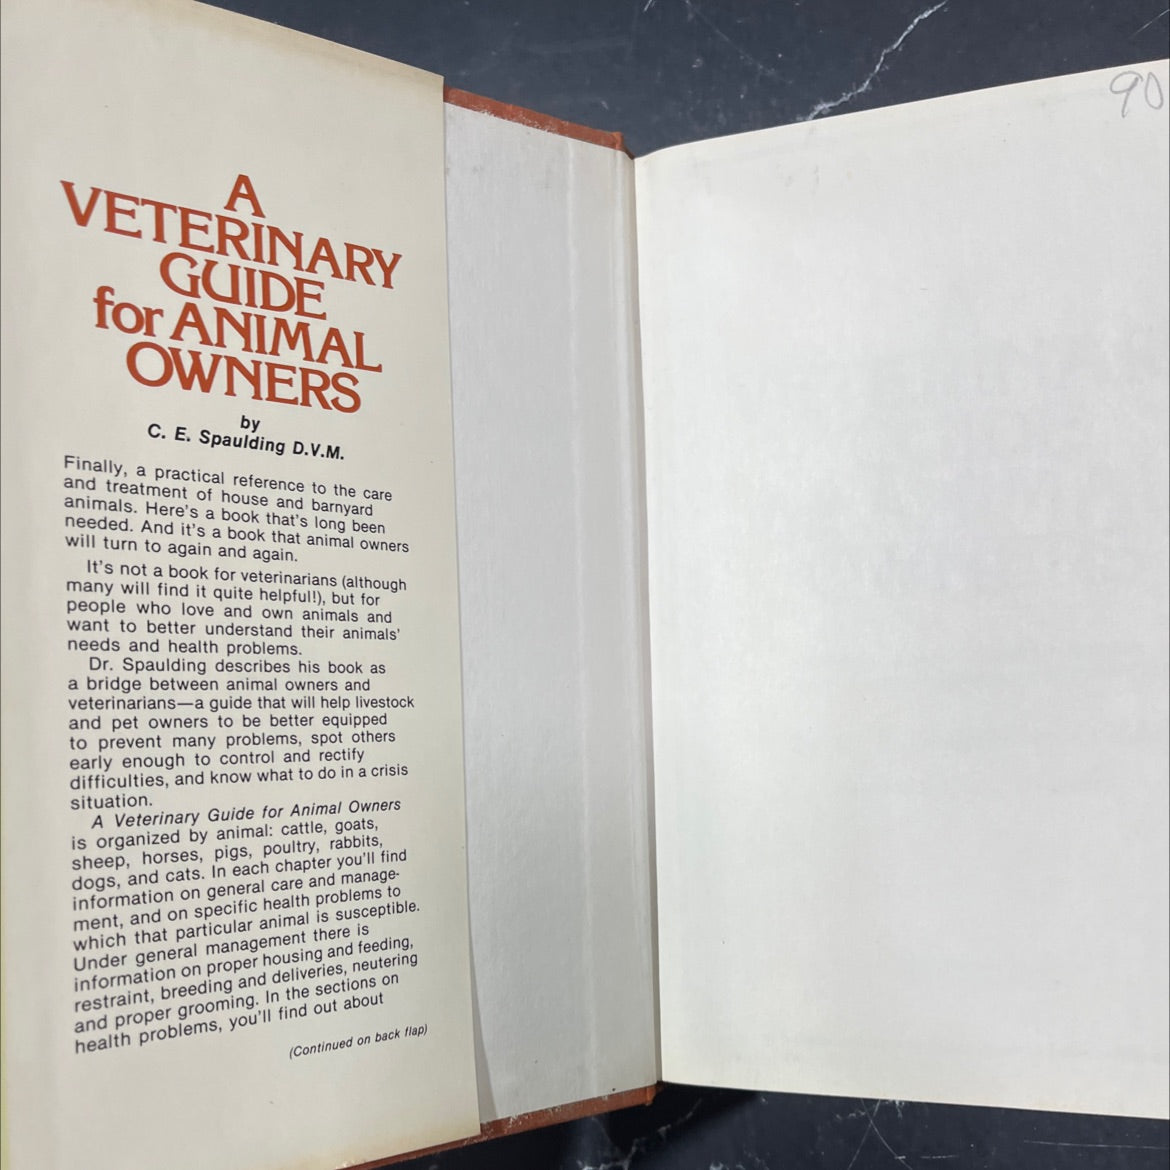 A
VETERINARY
GUIDE
for ANIMAL
OWNERS
by
C. E. Spaulding D.V.M.
Finally, a practical reference to the care
and treatment of house and barnyard
animals. Here's a book that's long been
needed. And it's a book that animal owners
will turn to again and again.
It's not a book for veterinarians (although
many will find it quite helpful!), but for
people who love and own animals and
want to better understand their animals'
needs and health problems.
Dr. Spaulding describes his book as
a bridge between animal owners and
veterinarians—a guide that will help livestock
and pet owners to be better equipped
to prevent many problems, spot others
early enough to control and rectify
difficulties, and know what to do in a crisis
situation.
A Veterinary Guide for Animal Owners
is organized by animal: cattle, goats,
sheep, horses, pigs, poultry, rabbits,
dogs, and cats. In each chapter you'll find
information on general care and manage-
ment, and on specific health problems to
which that particular animal is susceptible.
Under general management there is
information on proper housing and feeding,
restraint, breeding and deliveries, neutering
and proper grooming. In the sections on
health problems, you'll find out about
(Continued on back flap)
90